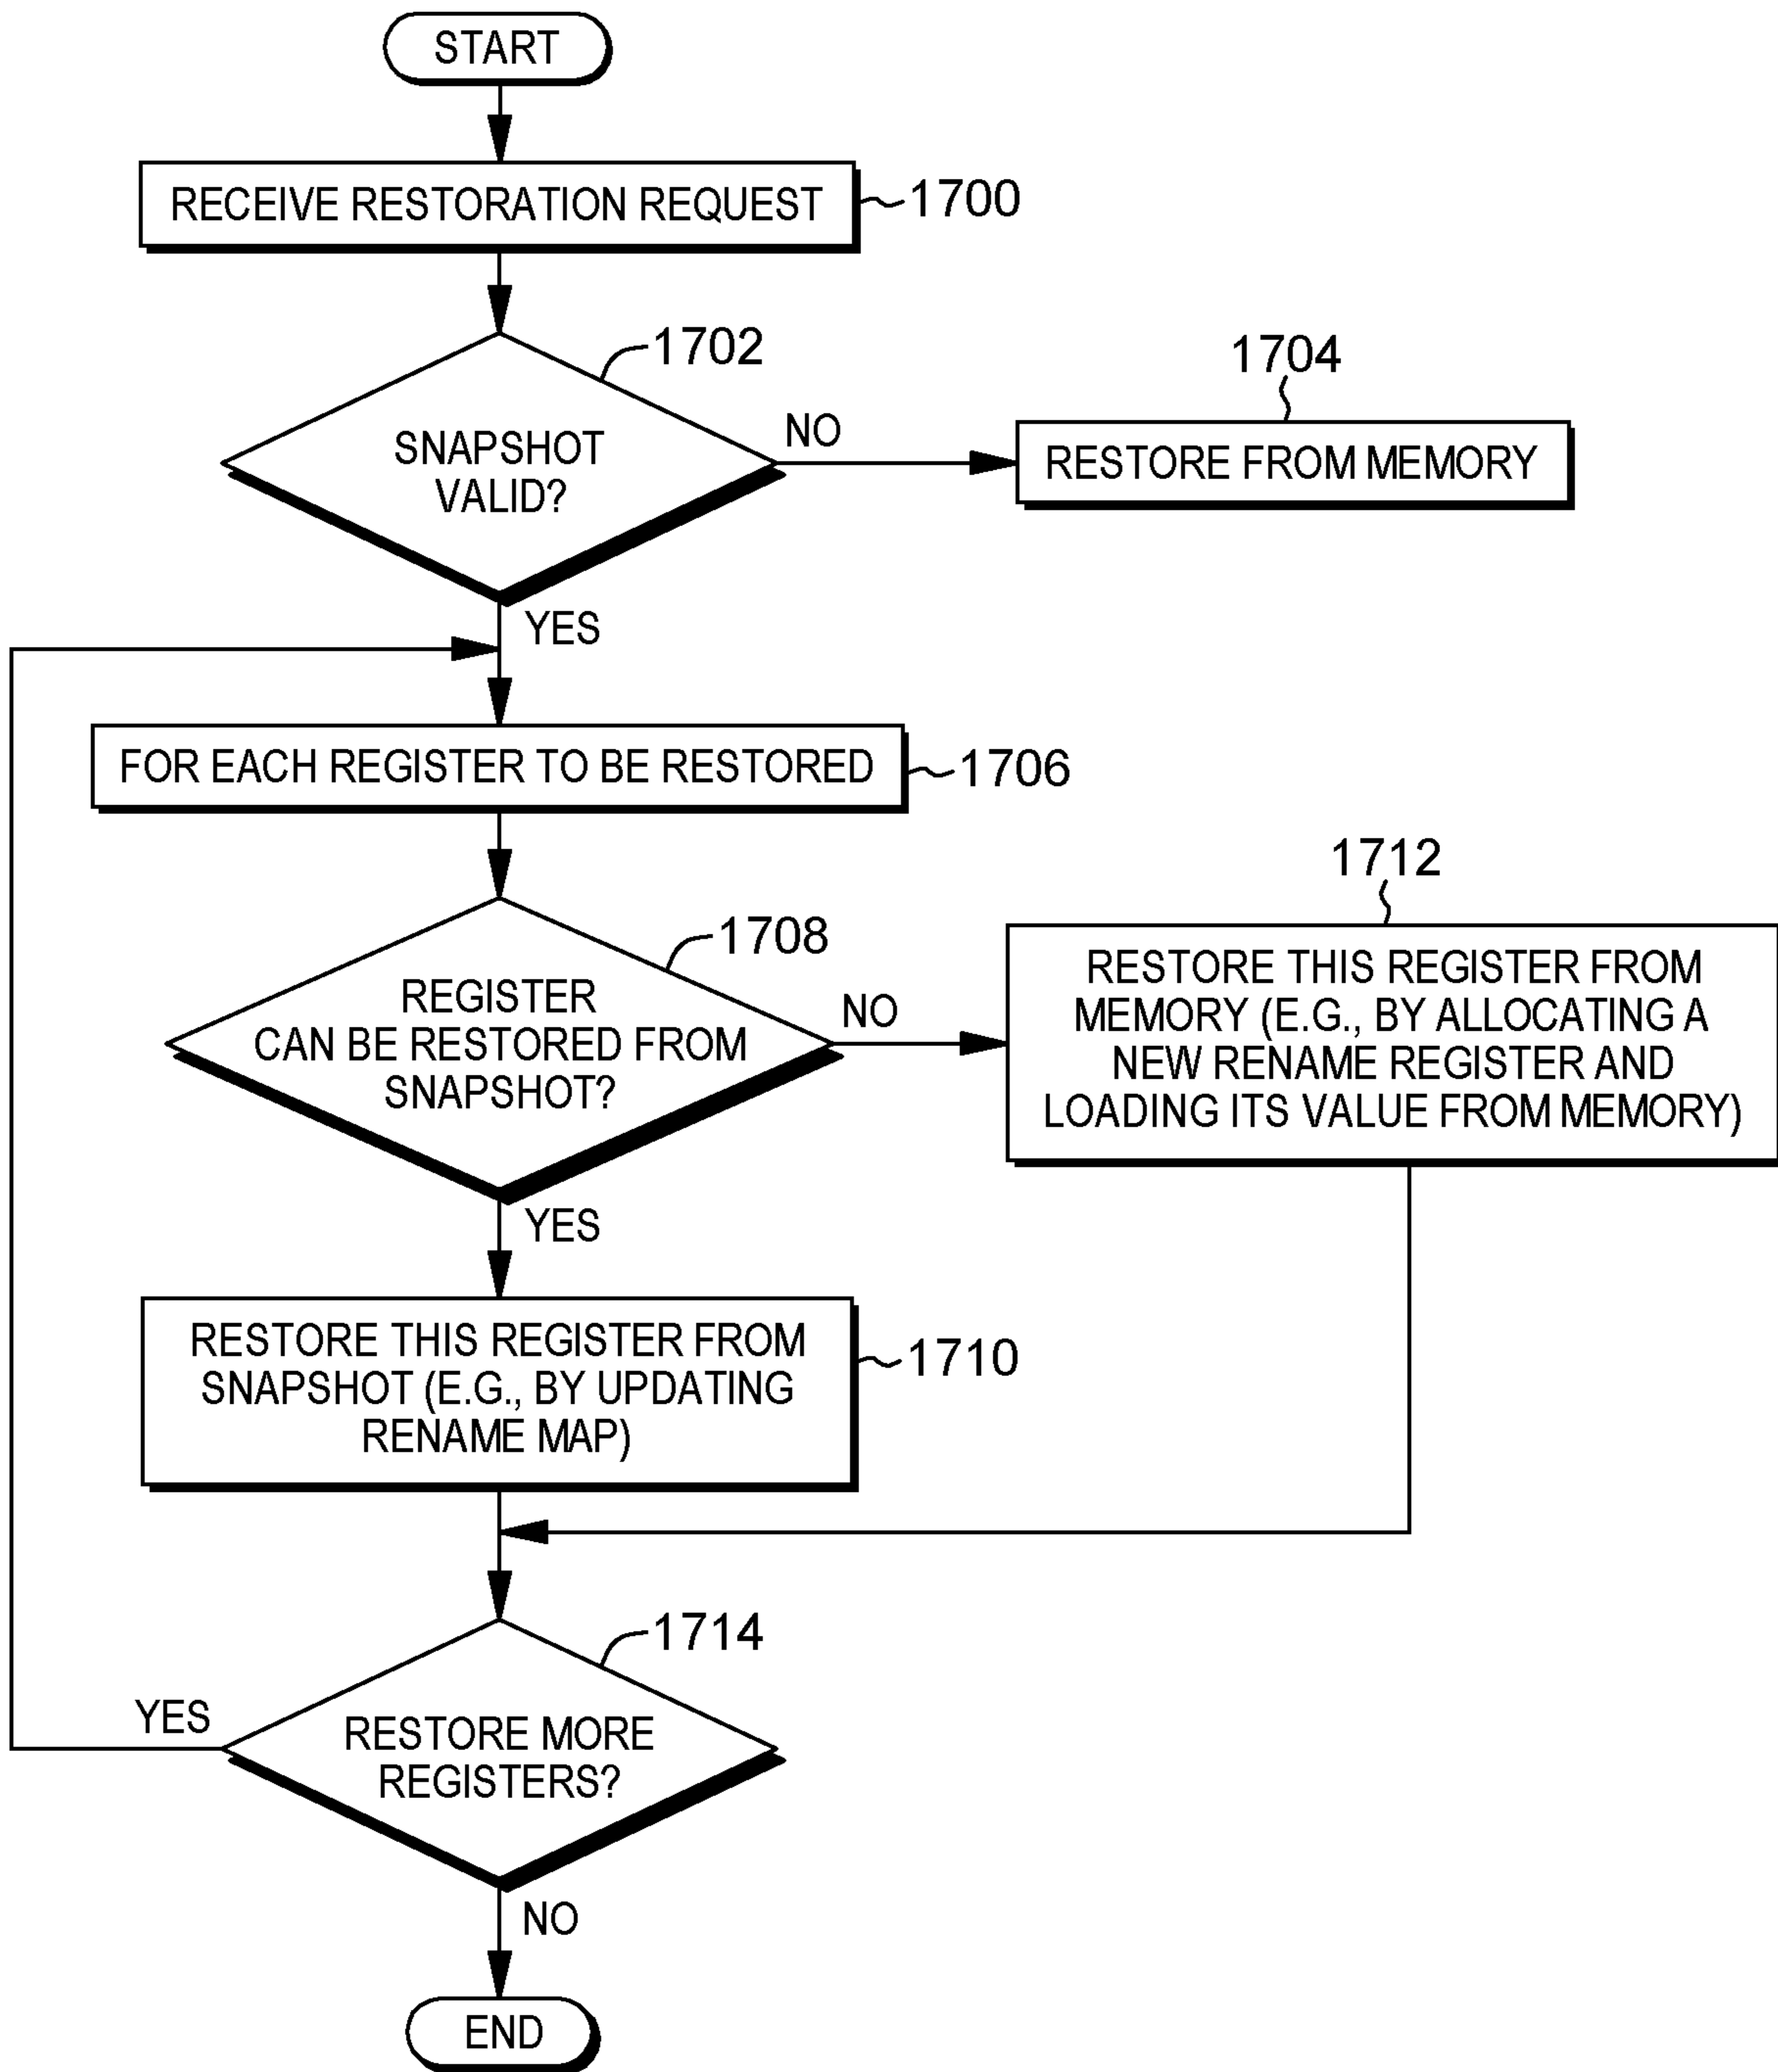 START
RECEIVE RESTORATION REQUEST
1700
1702
SNAPSHOT
VALID?
NO
1704
RESTORE FROM MEMORY
YES
FOR EACH REGISTER TO BE RESTORED
1706
1708
REGISTER
CAN BE RESTORED FROM
SNAPSHOT?
NO
1712
RESTORE THIS REGISTER FROM
MEMORY (E.G., BY ALLOCATING A
NEW RENAME REGISTER AND
LOADING ITS VALUE FROM MEMORY)
YES
RESTORE THIS REGISTER FROM
SNAPSHOT (E.G., BY UPDATING
RENAME MAP)
1710
1714
RESTORE MORE
REGISTERS?
YES
NO
END